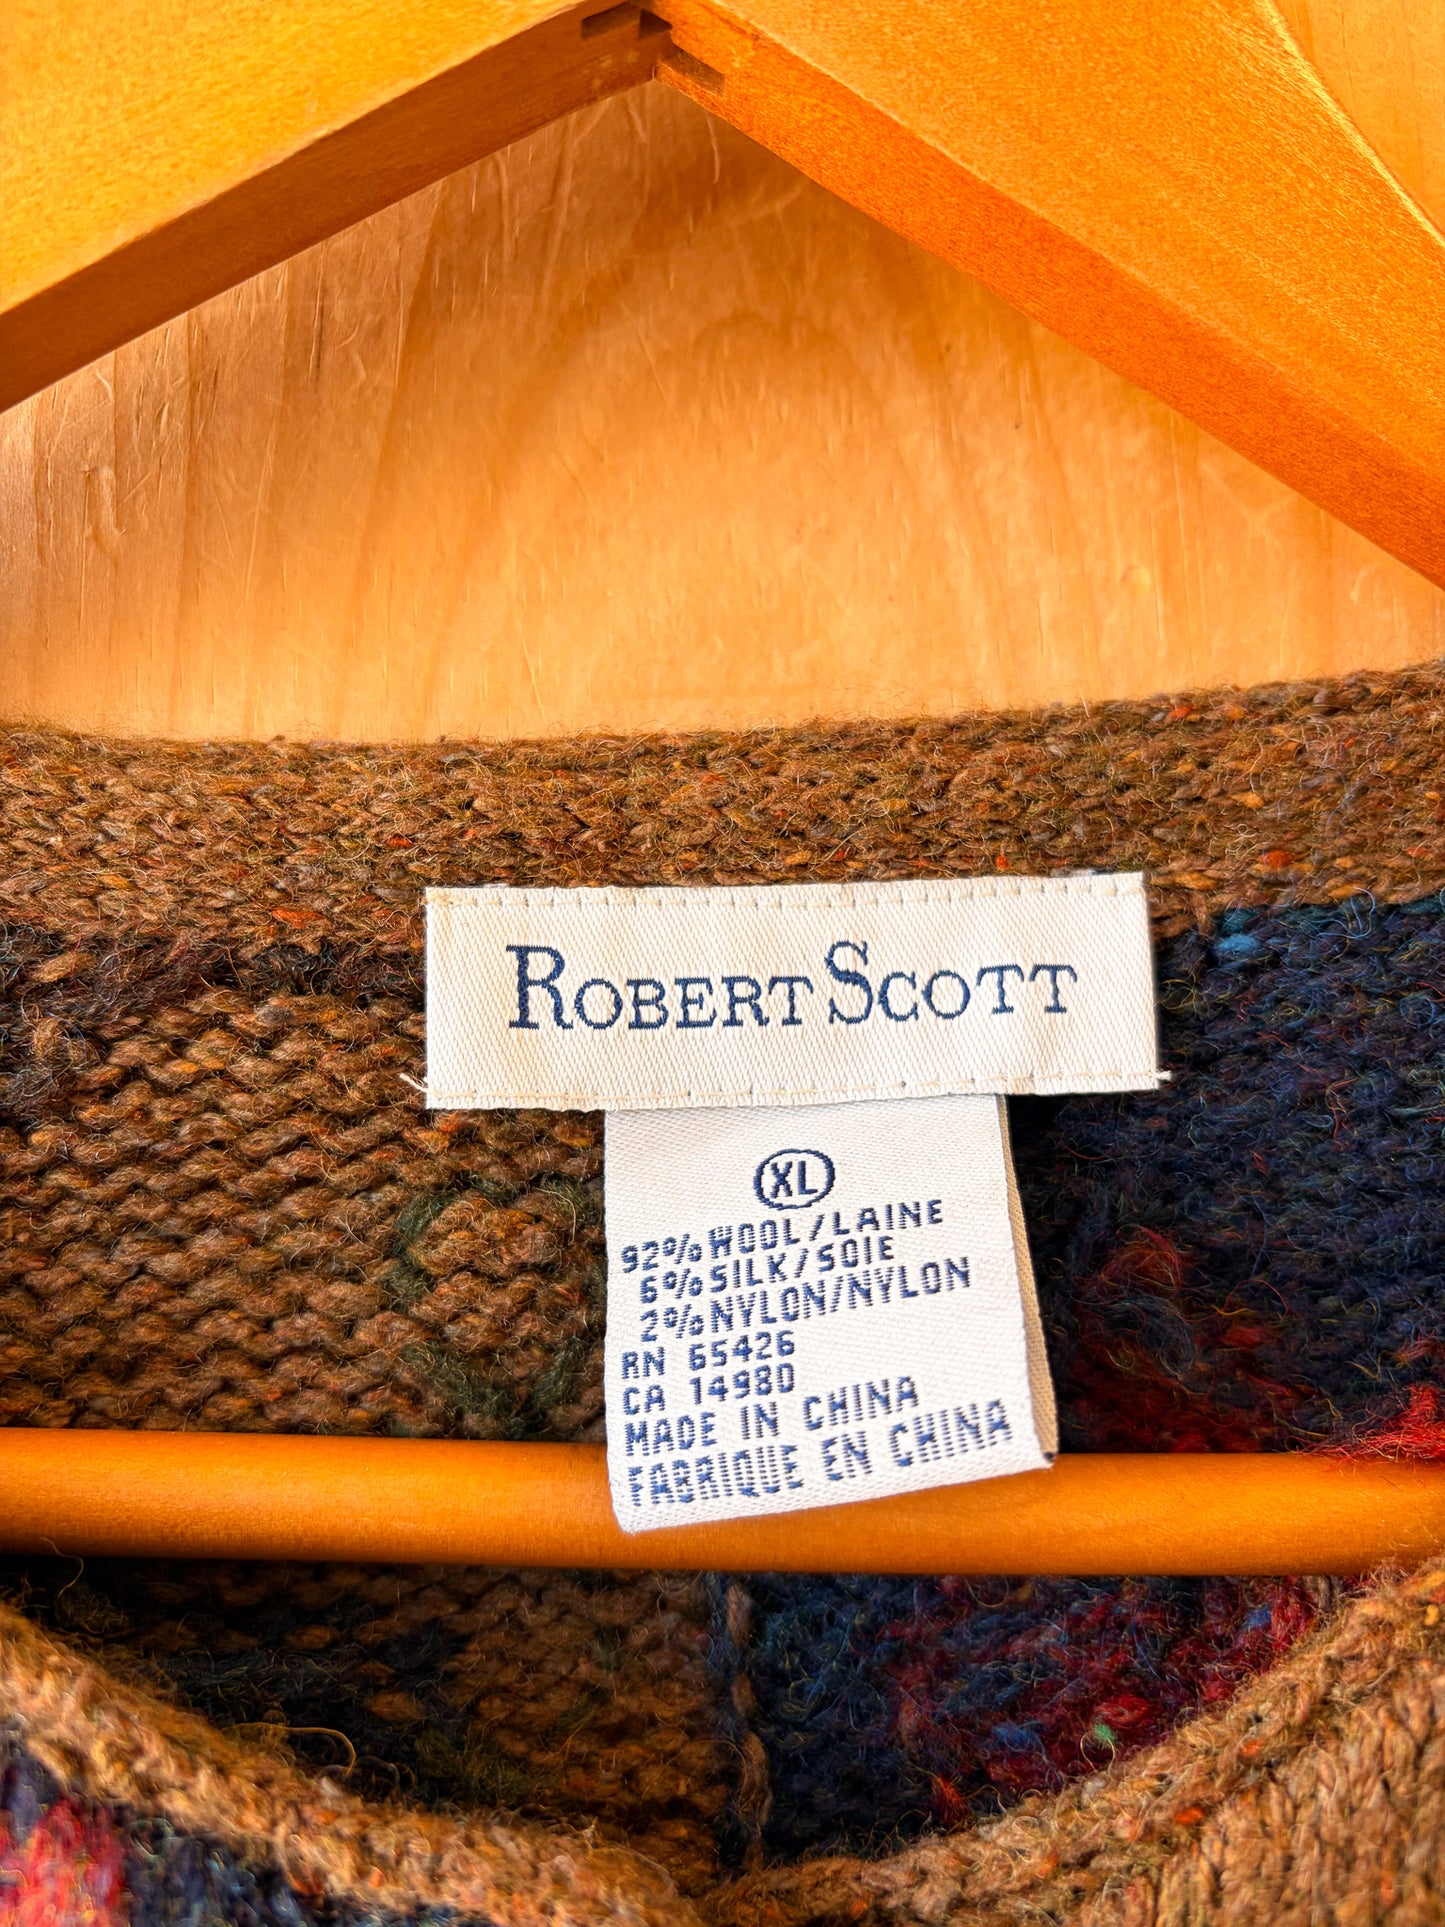 ROBERT SCOTT
XL
92% WOOL/LAINE
6% SILK/SOIE
2% NYLON/NYLON
RN 65426
CA 14980
MADE IN CHINA
FABRIQUE EN CHINA